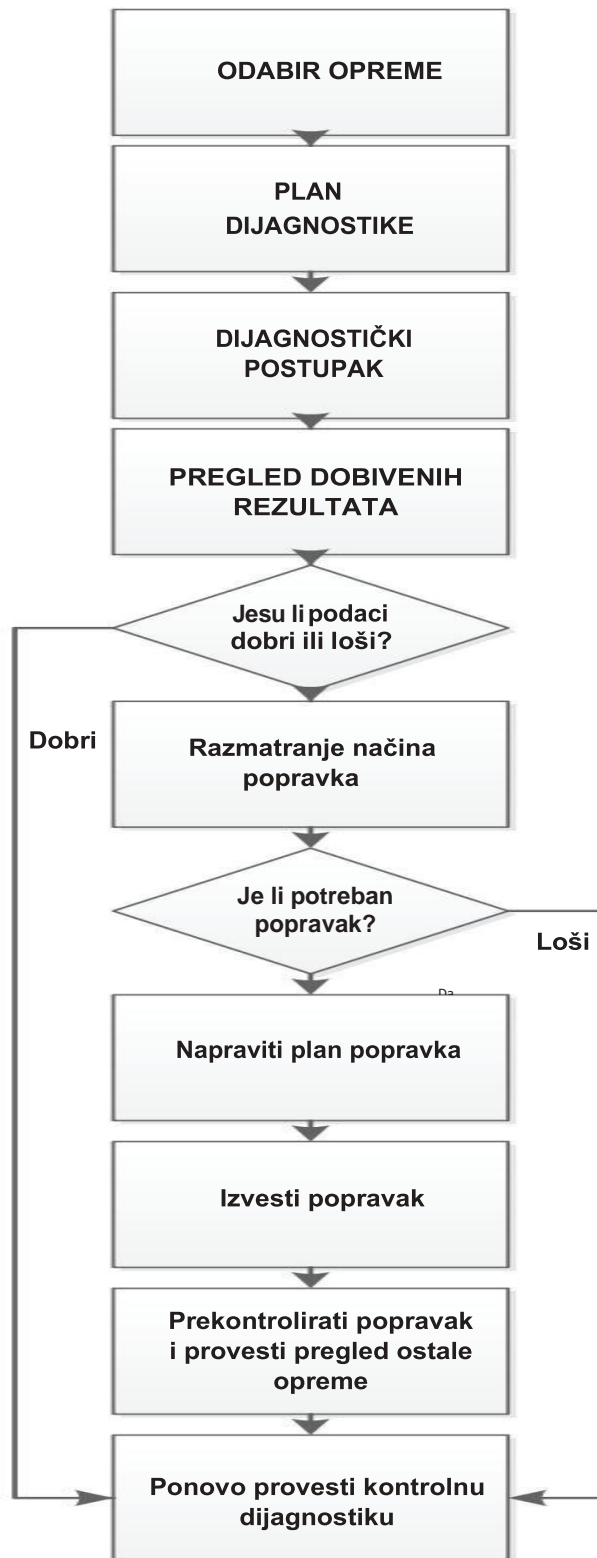 ODABIR OPREME
PLAN
DIJAGNOSTIKE
DIJAGNOSTIČKI
POSTUPAK
PREGLED DOBIVENIH
REZULTATA
Jesu li podaci
dobri ili loši?
Dobri
Razmatranje načina
popravka
Je li potreban
popravak?
Loši
Da
Napraviti plan popravka
Izvesti popravak
Prekontrolirati popravak
i provesti pregled ostale
opreme
Ponovo provesti kontrolnu
dijagnostiku